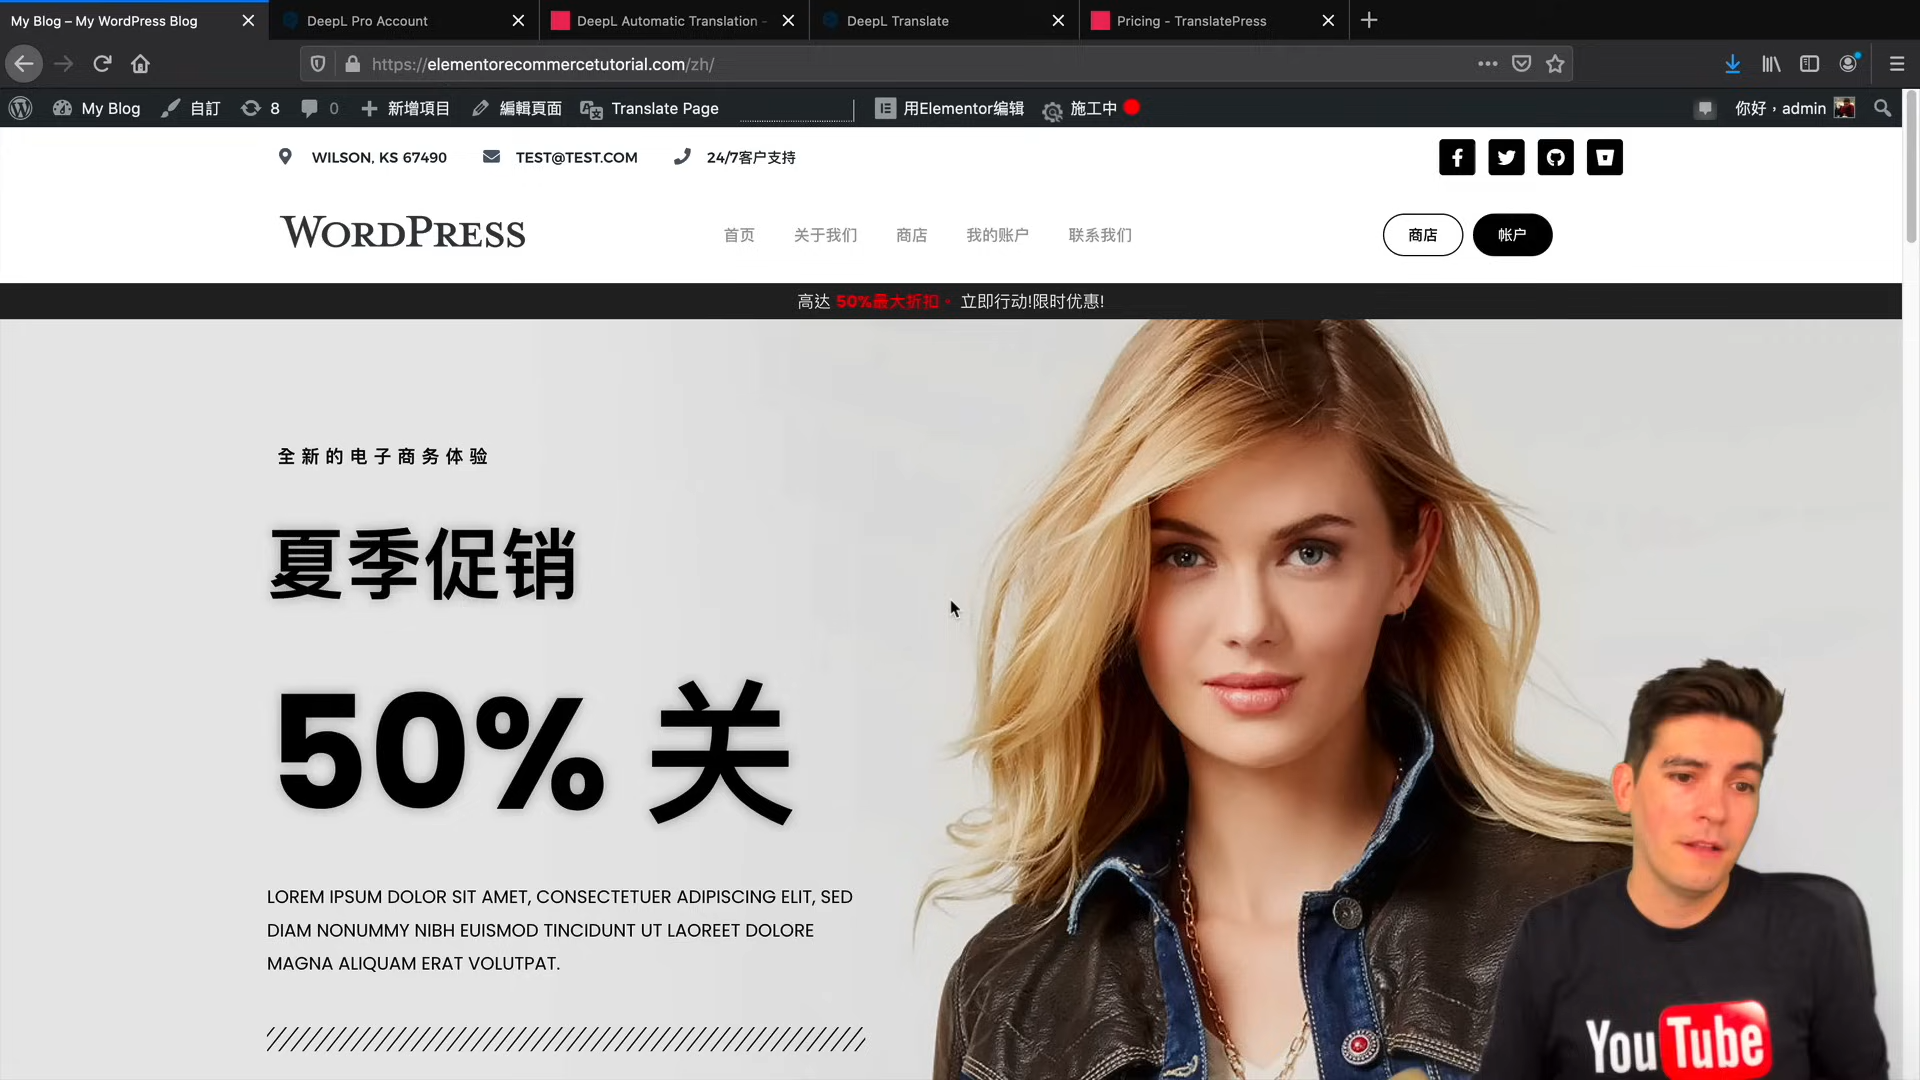 My Blog – My WordPress Blog
DeepL Pro Account
DeepL Automatic Translation -
DeepL Translate
Pricing - TranslatePress
https://elementorecommercetutorial.com/zh/
My Blog
自訂
8
0
新增項目
編輯頁面
Translate Page
用Elementor编辑
施工中
你好，admin
WILSON, KS 67490
TEST@TEST.COM
24/7客户支持
WORDPRESS
首页
关于我们
商店
我的账户
联系我们
商店
帐户
高达 50%最大折扣。 立即行动!限时优惠!
全新的电子商务体验
夏季促销
50% 关
LOREM IPSUM DOLOR SIT AMET, CONSECTETUER ADIPISCING ELIT, SED
DIAM NONUMMY NIBH EUISMOD TINCIDUNT UT LAOREET DOLORE
MAGNA ALIQUAM ERAT VOLUTPAT.
YouTube